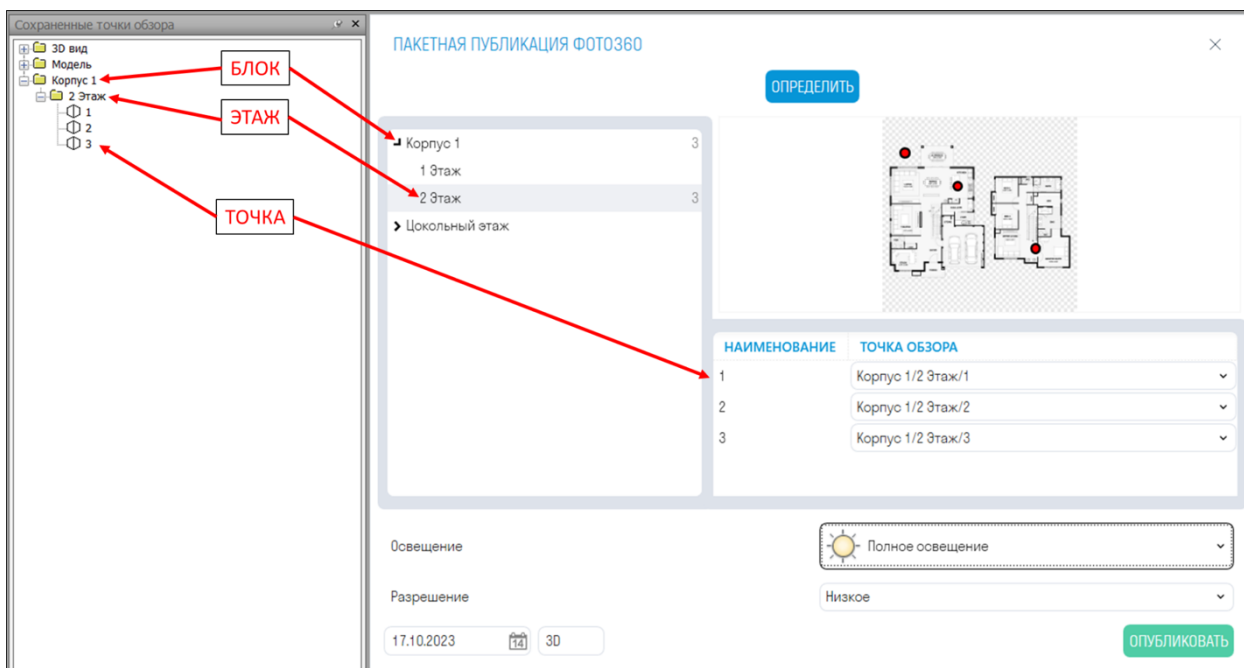 Сохраненные точки обзора
3D вид
Модель
Корпус 1
2 Этаж
1
2
3
БЛОК
ЭТАЖ
ТОЧКА
ПАКЕТНАЯ ПУБЛИКАЦИЯ ФОТО360
ОПРЕДЕЛИТЬ
Корпус 1 3
1 Этаж
2 Этаж 3
Цокольный этаж
НАИМЕНОВАНИЕ ТОЧКА ОБЗОРА
1 Корпус 1/2 Этаж/1
2 Корпус 1/2 Этаж/2
3 Корпус 1/2 Этаж/3
Освещение Полное освещение
Разрешение Низкое
17.10.2023 14 3D ОПУБЛИКОВАТЬ